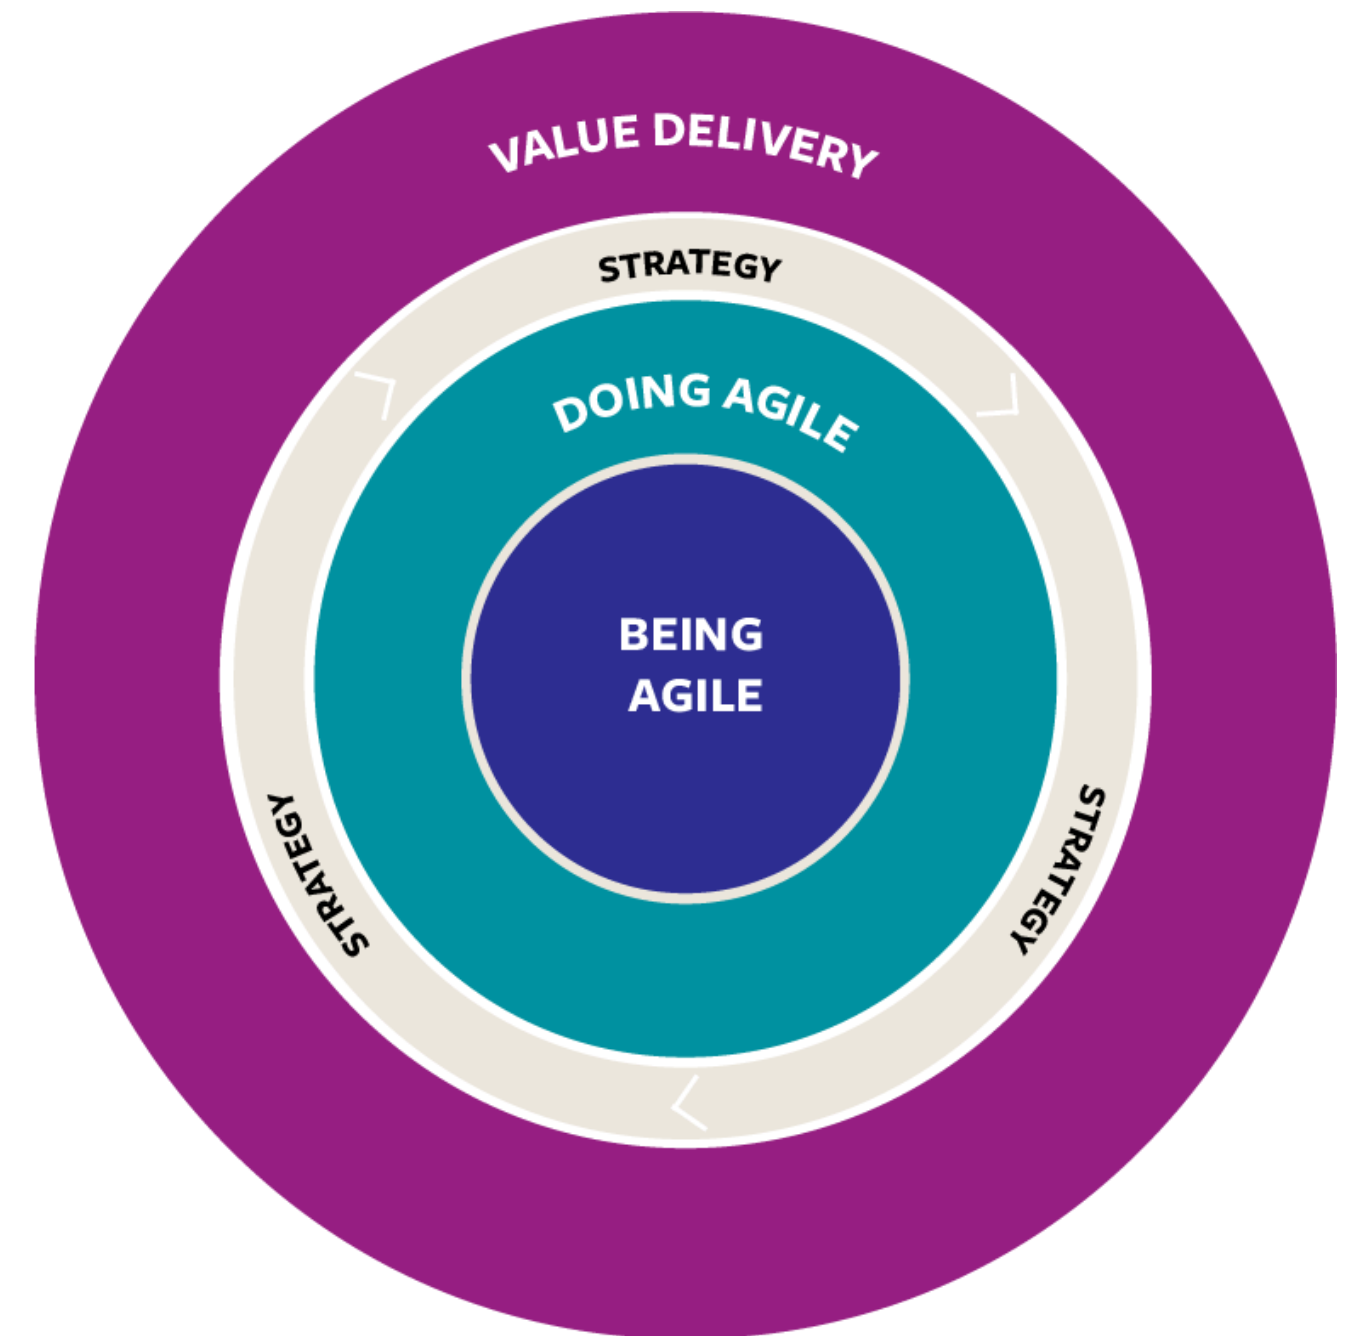 VALUE DELIVERY
STRATEGY
DOING AGILE
BEING
AGILE
STRATEGY
STRATEGY